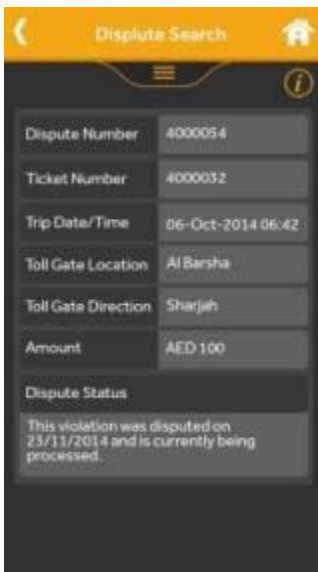 Displute Search
Dispute Number 4000054
Ticket Number 4000032
Trip Date/Time 06-Oct-2014 06:42
Toll Gate Location Al Barsha
Toll Gate Direction Sharjah
Amount AED 100
Dispute Status
This violation was disputed on
23/11/2014 and is currently being
processed.